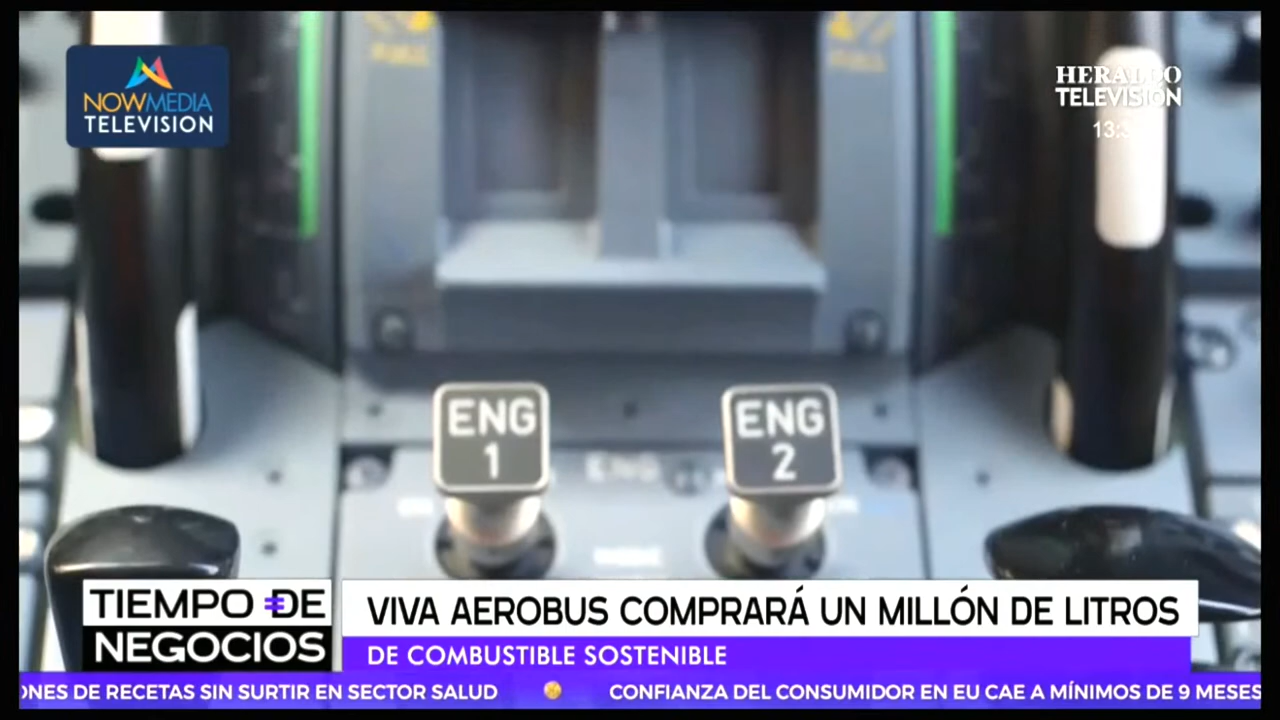 NOWMEDIA
TELEVISION
HERALDO
TELEVISIÓN
ENG
1
ENG
2
ENG
TIEMPO DE
NEGOCIOS
VIVA AEROBUS COMPRARÁ UN MILLÓN DE LITROS
DE COMBUSTIBLE SOSTENIBLE
ONES DE RECETAS SIN SURTIR EN SECTOR SALUD
CONFIANZA DEL CONSUMIDOR EN EU CAE A MÍNIMOS DE 9 MESES